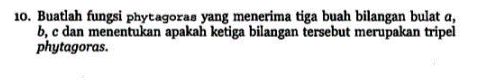 10. Buatlah fungsi phytagoras yang menerima tiga buah bilangan bulat a,
b, c dan menentukan apakah ketiga bilangan tersebut merupakan tripel
phytagoras.